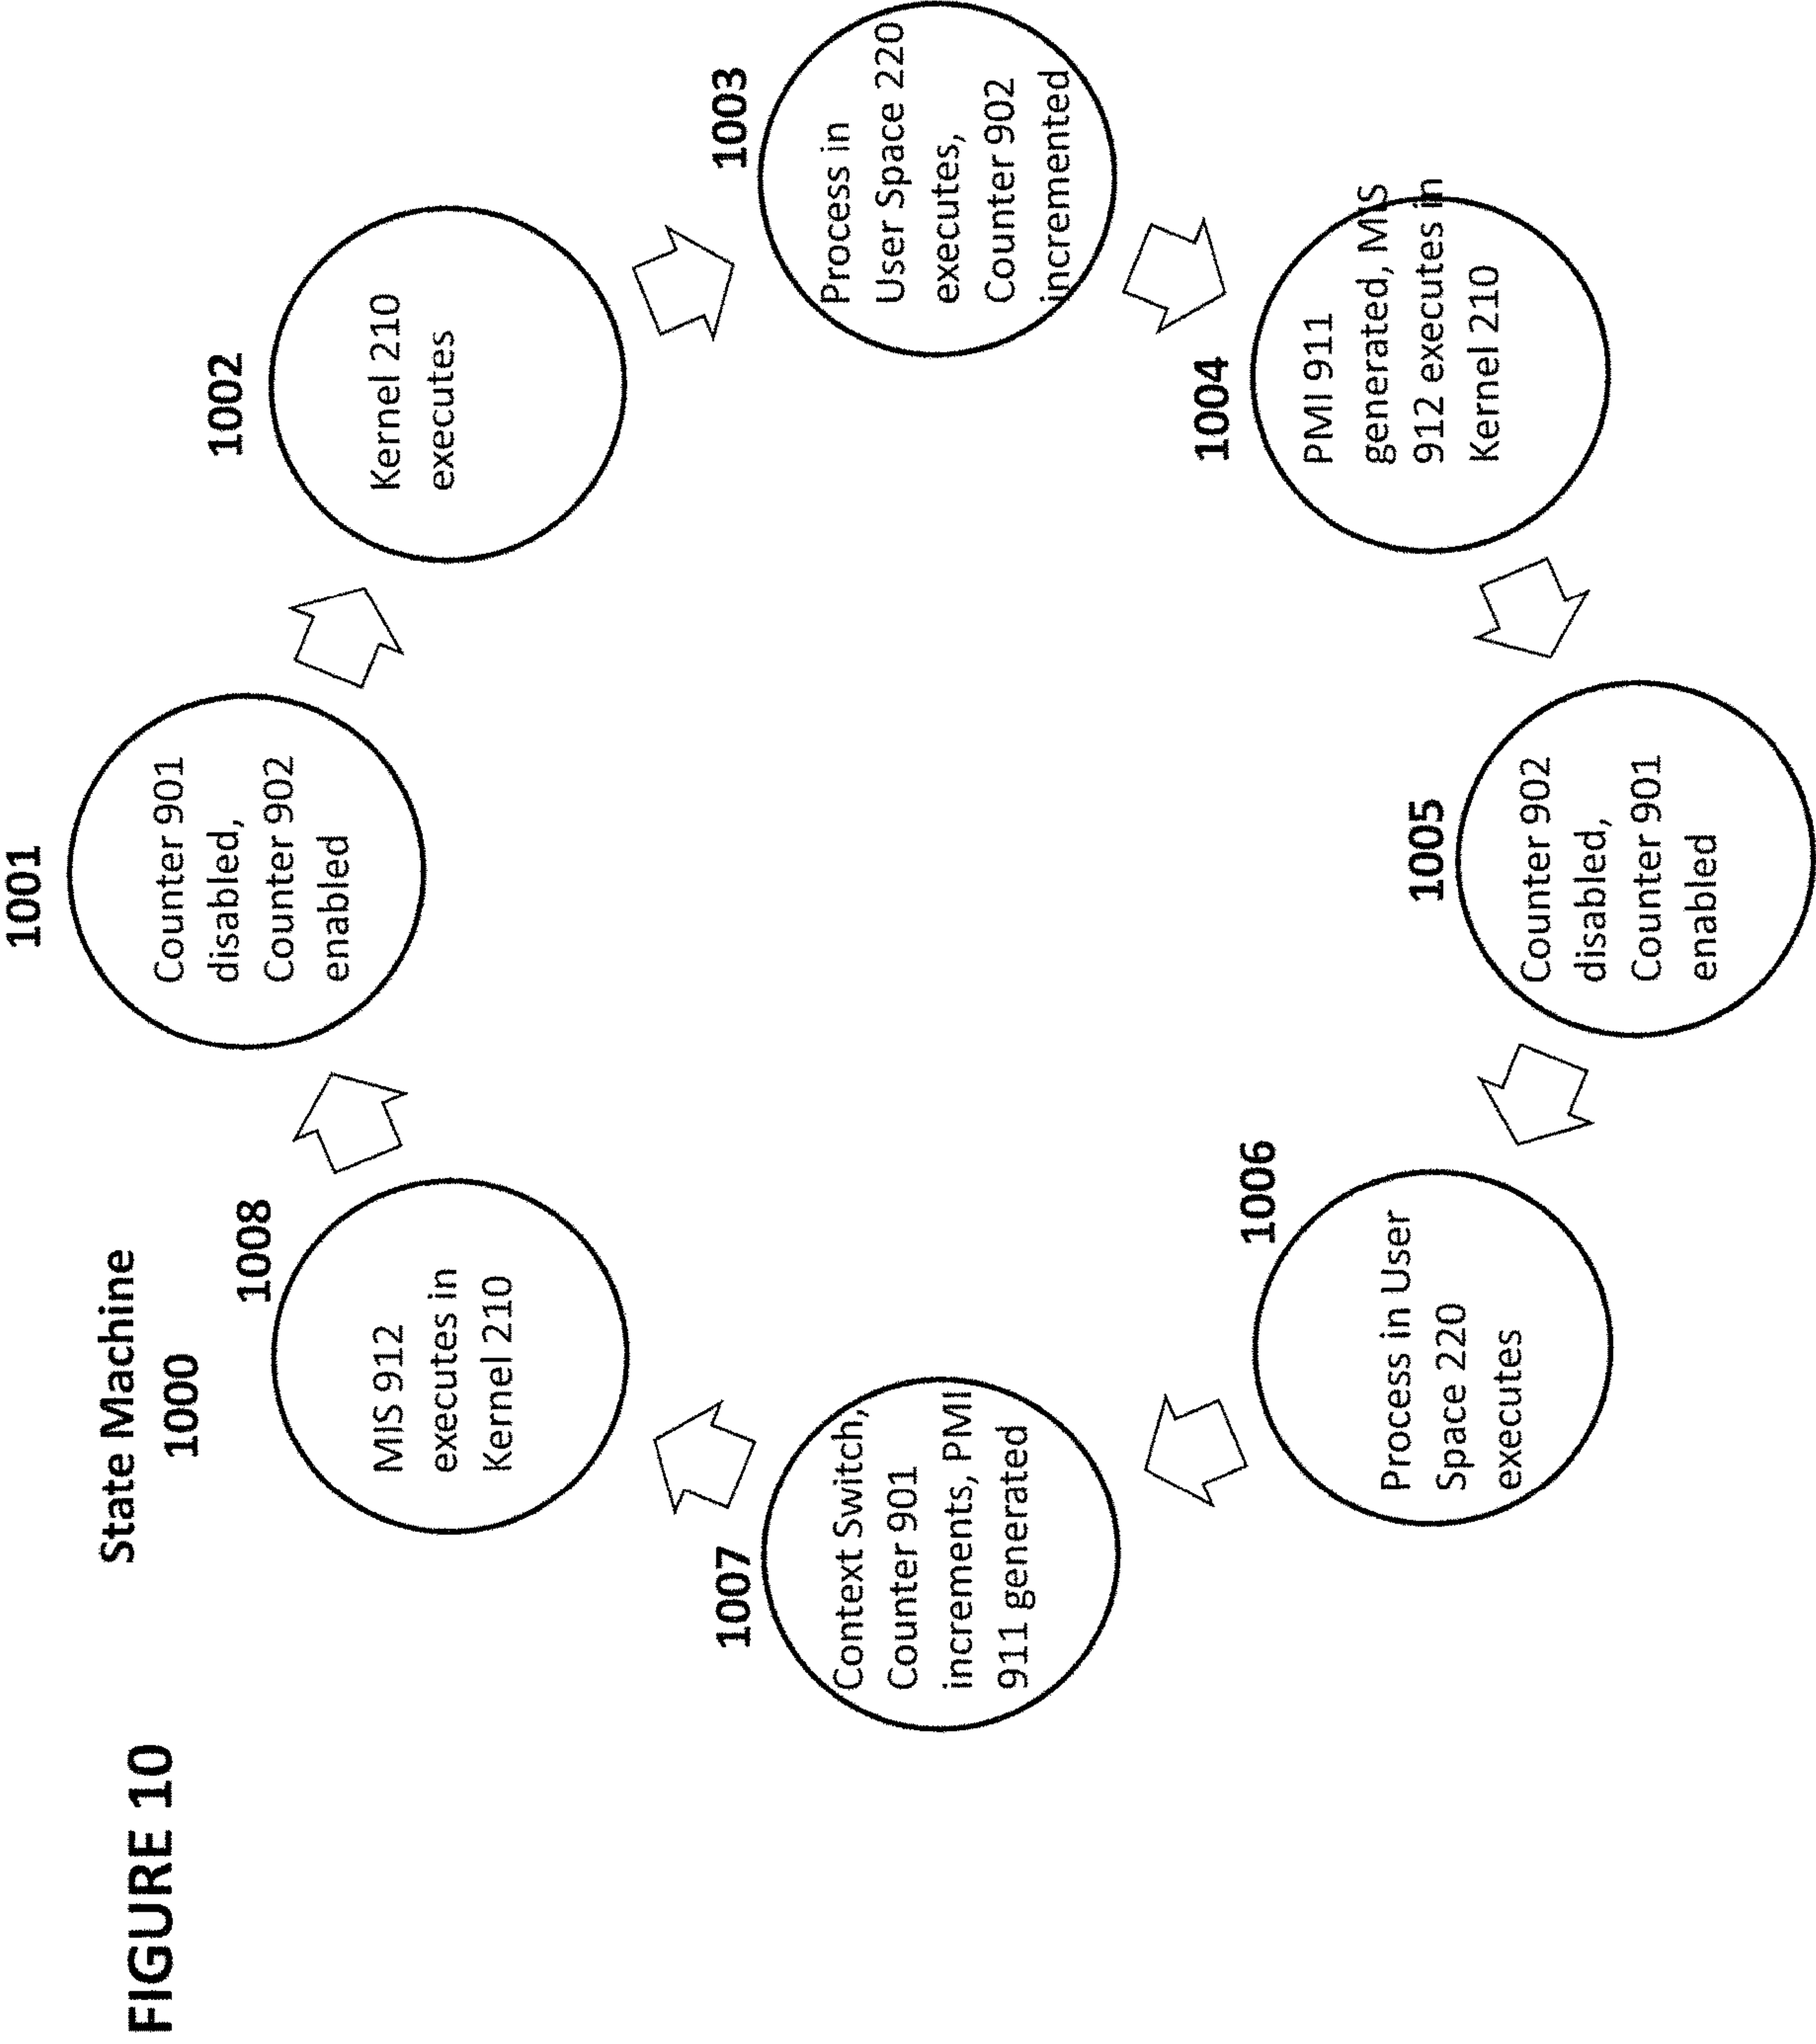 FIGURE 10
State Machine
1000
1001
Counter 901
disabled,
Counter 902
enabled
1002
Kernel 210
executes
1003
Process in
User Space 220
executes,
Counter 902
incremented
1004
PMI 911
generated, MIS
912 executes in
Kernel 210
1005
Counter 902
disabled,
Counter 901
enabled
1006
Process in User
Space 220
executes
1007
Context Switch,
Counter 901
increments, PMI
911 generated
1008
MIS 912
executes in
Kernel 210